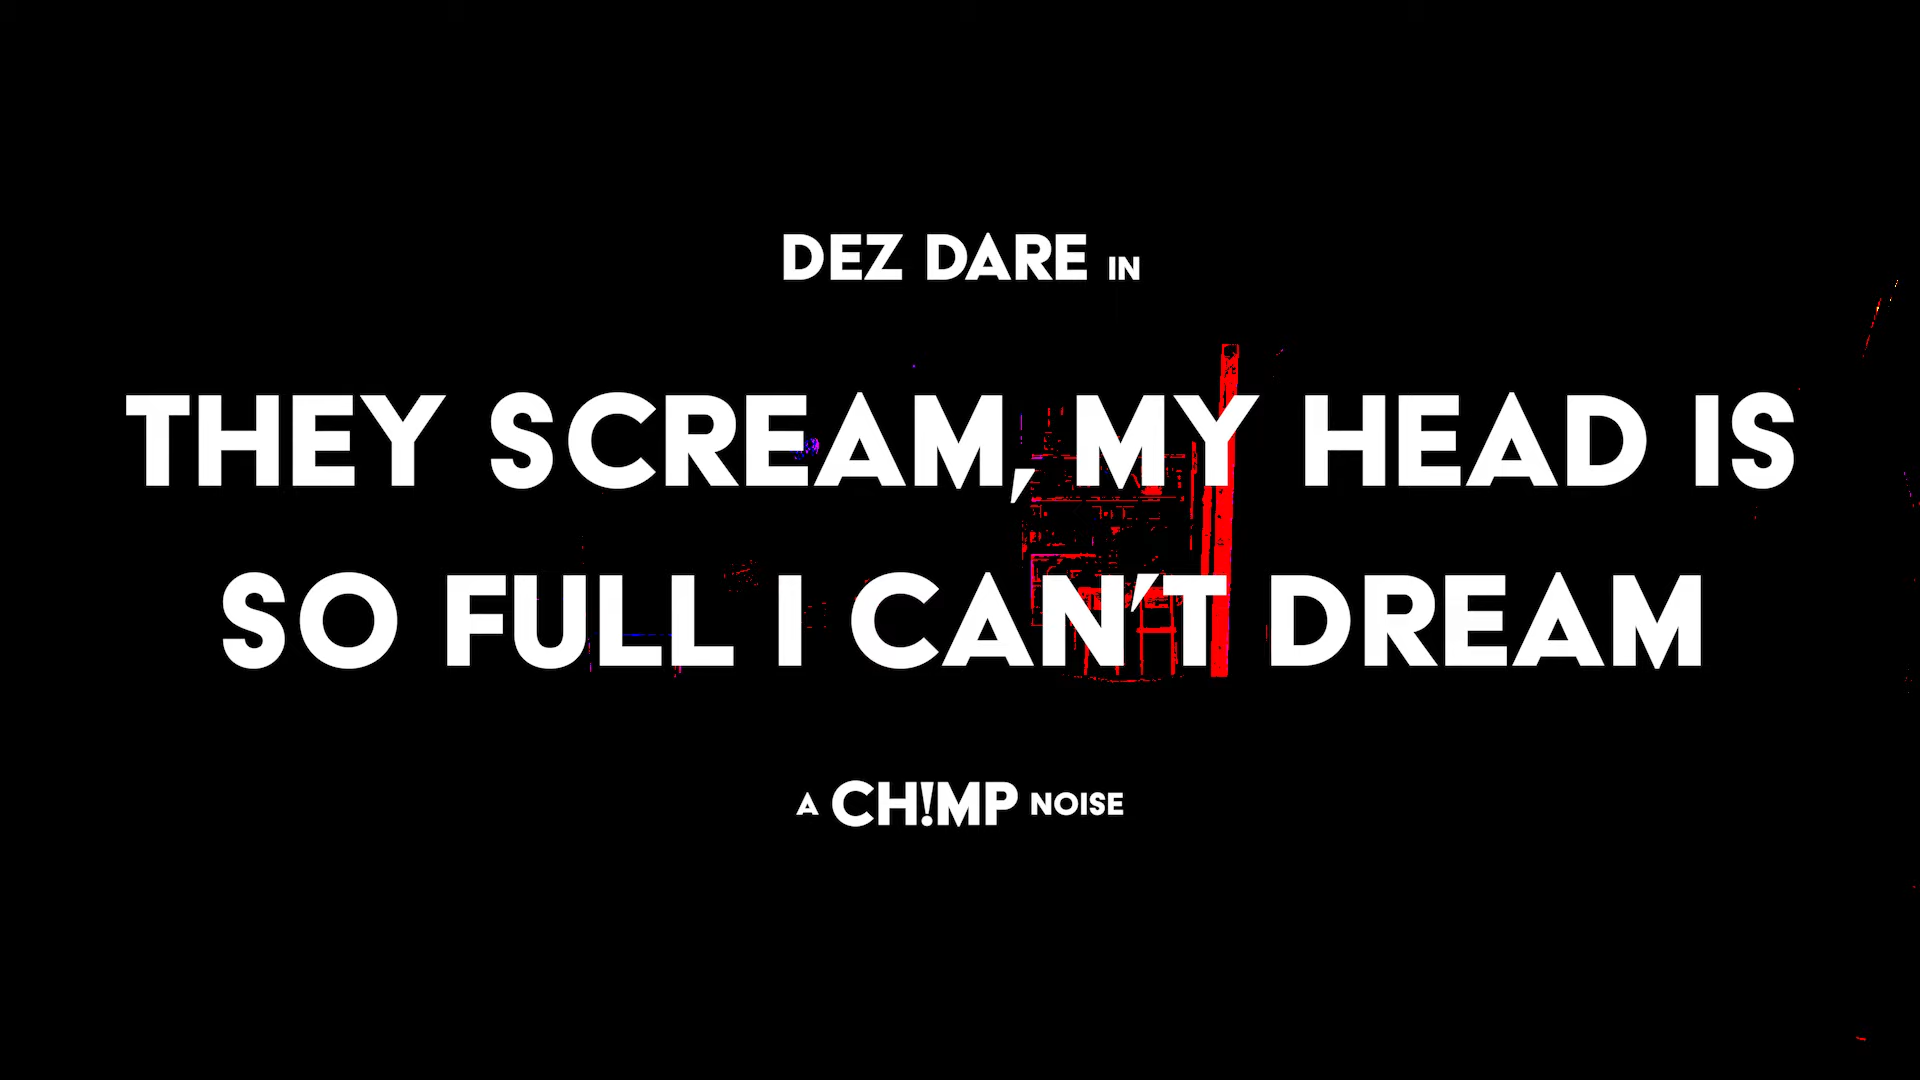 DEZ DARE IN
THEY SCREAM, MY HEAD IS
SO FULL I CAN'T DREAM
A CH!MP NOISE